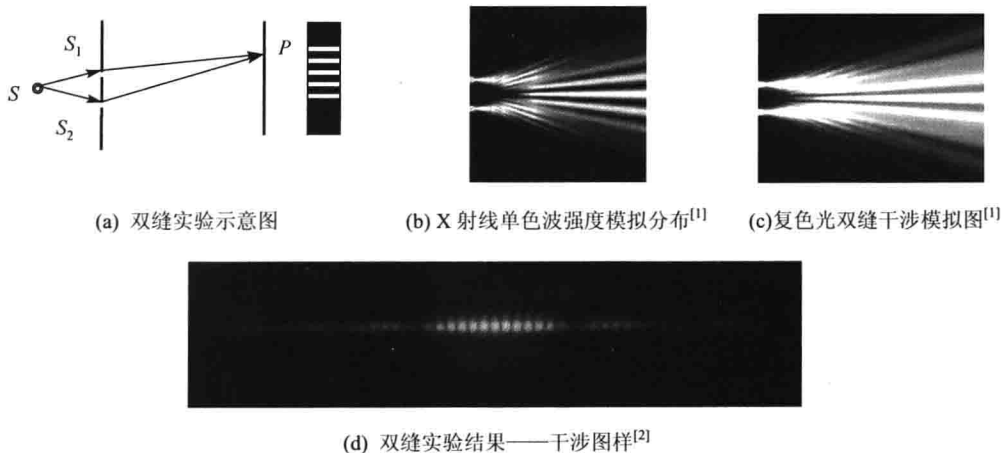 S₁
S
S₂
P
(a) 双缝实验示意图
(b) X 射线单色波强度模拟分布[1]
(c)复色光双缝干涉模拟图[1]
(d) 双缝实验结果——干涉图样[2]